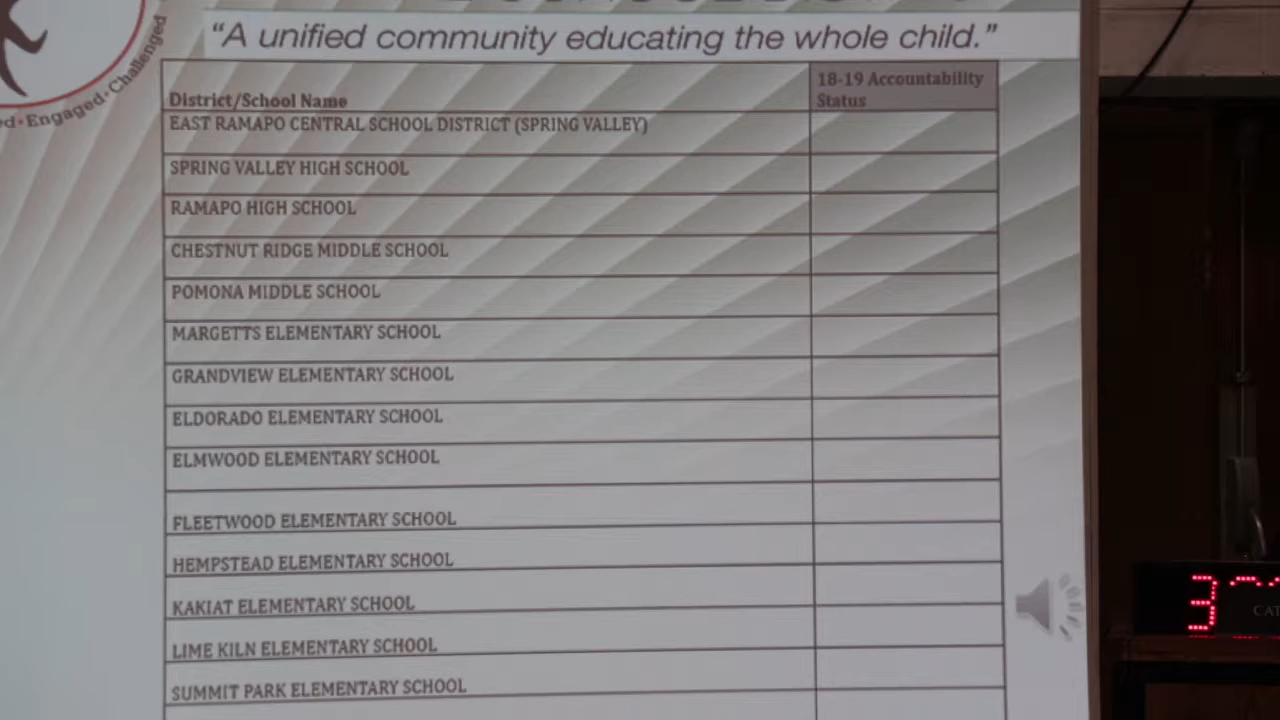 "A unified community educating the whole child."
Engaged·Challenged
District/School Name
18-19 Accountability
Status
EAST RAMAPO CENTRAL SCHOOL DISTRICT (SPRING VALLEY)
SPRING VALLEY HIGH SCHOOL
RAMAPO HIGH SCHOOL
CHESTNUT RIDGE MIDDLE SCHOOL
POMONA MIDDLE SCHOOL
MARGETTS ELEMENTARY SCHOOL
GRANDVIEW ELEMENTARY SCHOOL
ELDORADO ELEMENTARY SCHOOL
ELMWOOD ELEMENTARY SCHOOL
FLEETWOOD ELEMENTARY SCHOOL
HEMPSTEAD ELEMENTARY SCHOOL
KAKIAT ELEMENTARY SCHOOL
LIME KILN ELEMENTARY SCHOOL
SUMMIT PARK ELEMENTARY SCHOOL
3